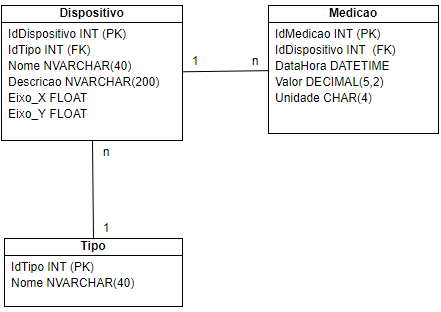 Dispositivo
IdDispositivo INT (PK)
IdTipo INT (FK)
Nome NVARCHAR(40)
Descricao NVARCHAR(200)
Eixo_X FLOAT
Eixo_Y FLOAT
1
n
Medicao
IdMedicao INT (PK)
IdDispositivo INT (FK)
DataHora DATETIME
Valor DECIMAL(5,2)
Unidade CHAR(4)
n
1
Tipo
IdTipo INT (PK)
Nome NVARCHAR(40)